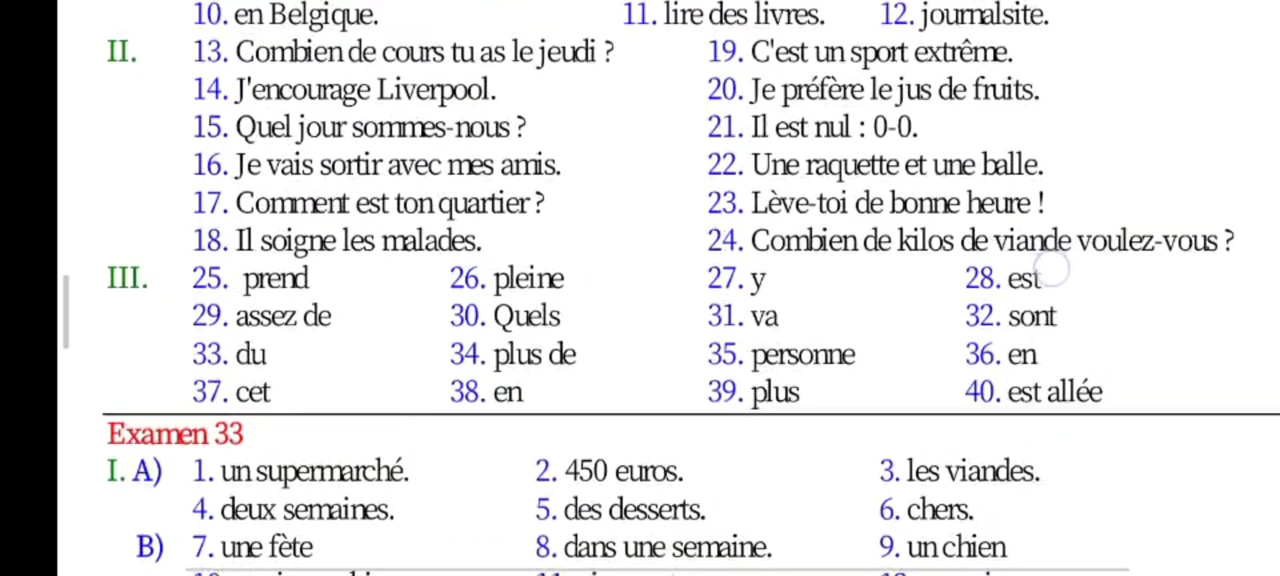 10. en Belgique. 11. lire des livres. 12. journalsite.
II. 13. Combien de cours tu as le jeudi ? 19. C'est un sport extrême.
14. J'encourage Liverpool. 20. Je préfère le jus de fruits.
15. Quel jour sommes-nous ? 21. Il est nul : 0-0.
16. Je vais sortir avec mes amis. 22. Une raquette et une balle.
17. Comment est ton quartier ? 23. Lève-toi de bonne heure !
18. Il soigne les malades. 24. Combien de kilos de viande voulez-vous ?
III. 25. prend 26. pleine 27. y 28. est
29. assez de 30. Quels 31. va 32. sont
33. du 34. plus de 35. personne 36. en
37. cet 38. en 39. plus 40. est allée
Examen 33
I. A) 1. un supermarché. 2. 450 euros. 3. les viandes.
4. deux semaines. 5. des desserts. 6. chers.
B) 7. une fète 8. dans une semaine. 9. un chien